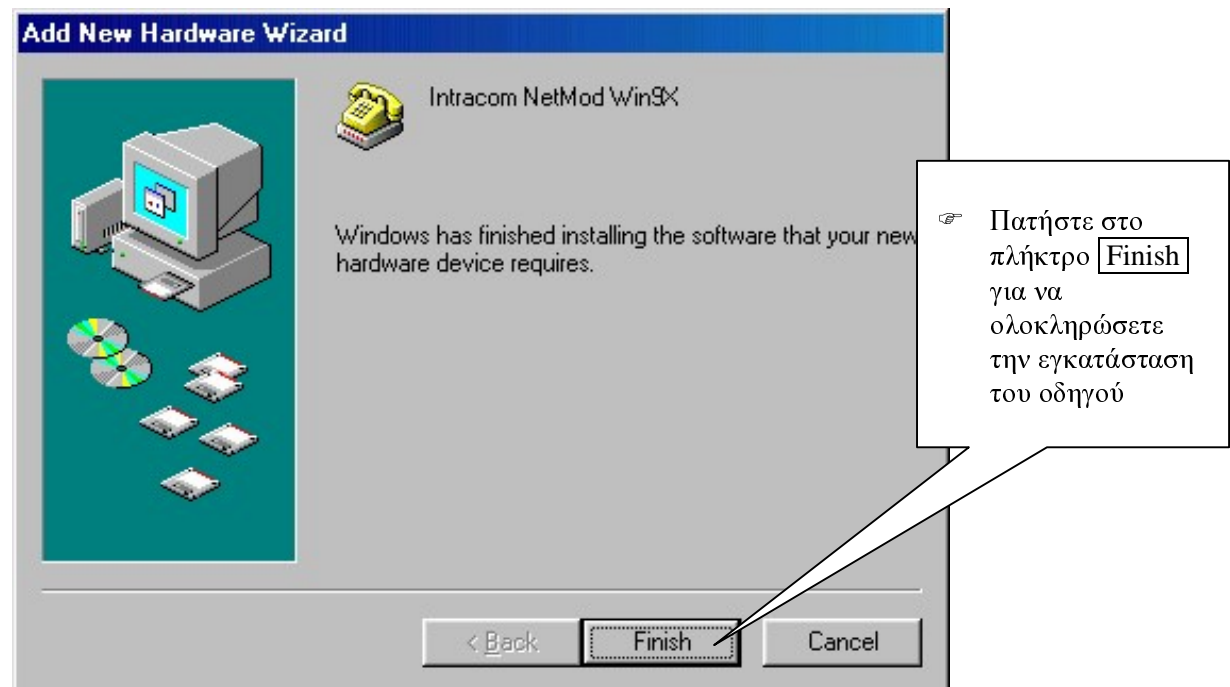 Add New Hardware Wizard
Intracom NetMod Win9X
Windows has finished installing the software that your new
hardware device requires.
☞ Πατήστε στο
πλήκτρο Finish
για να
ολοκληρώσετε
την εγκατάσταση
του οδηγού
< Back
Finish
Cancel